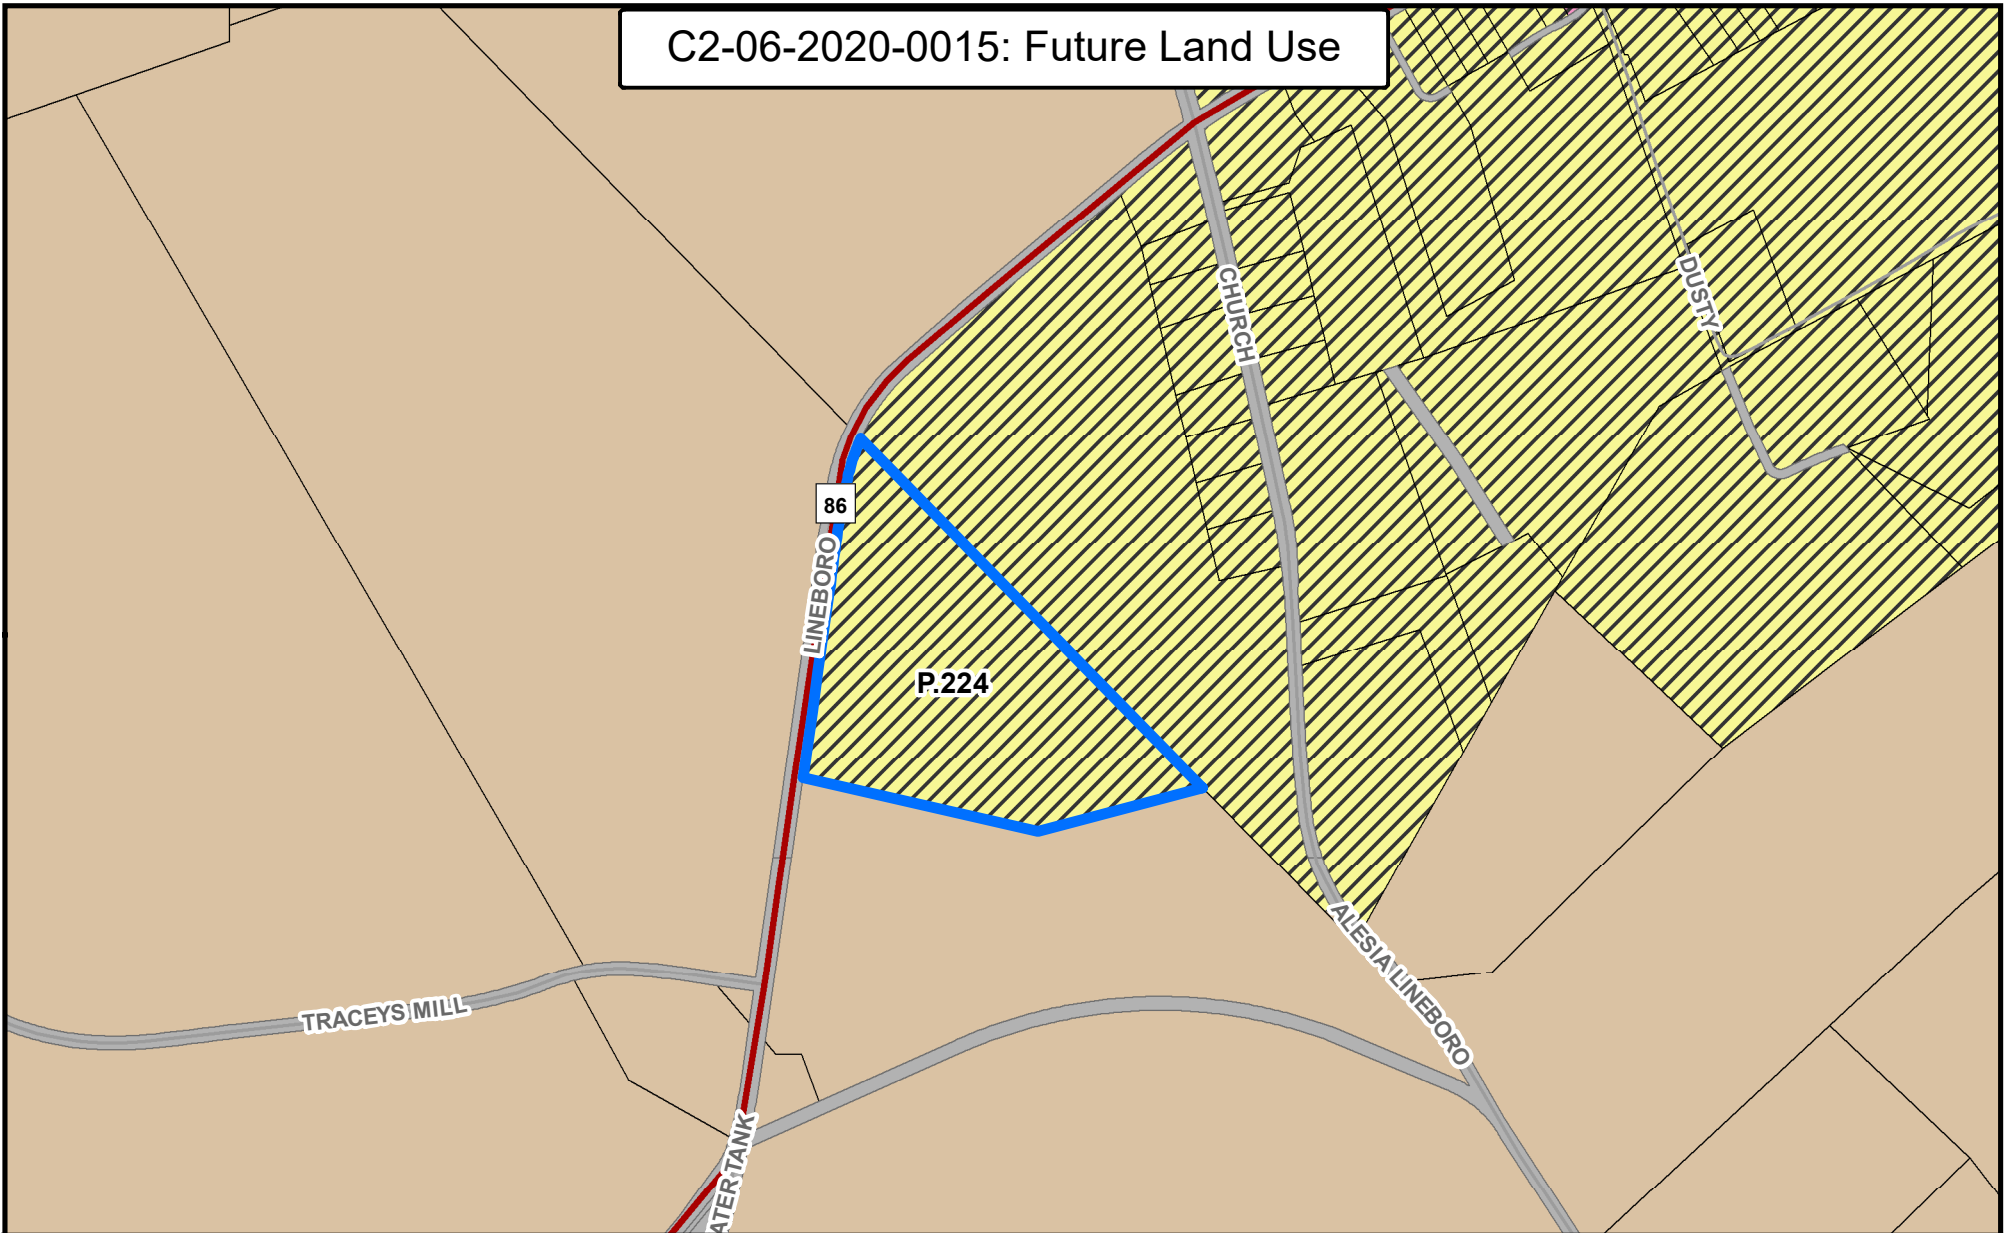 C2-06-2020-0015: Future Land Use
CHURCH
DUSTY
86
LINEBORO
P.224
ALESIA LINEBORO
TRACEYS MILL
ATER TANK